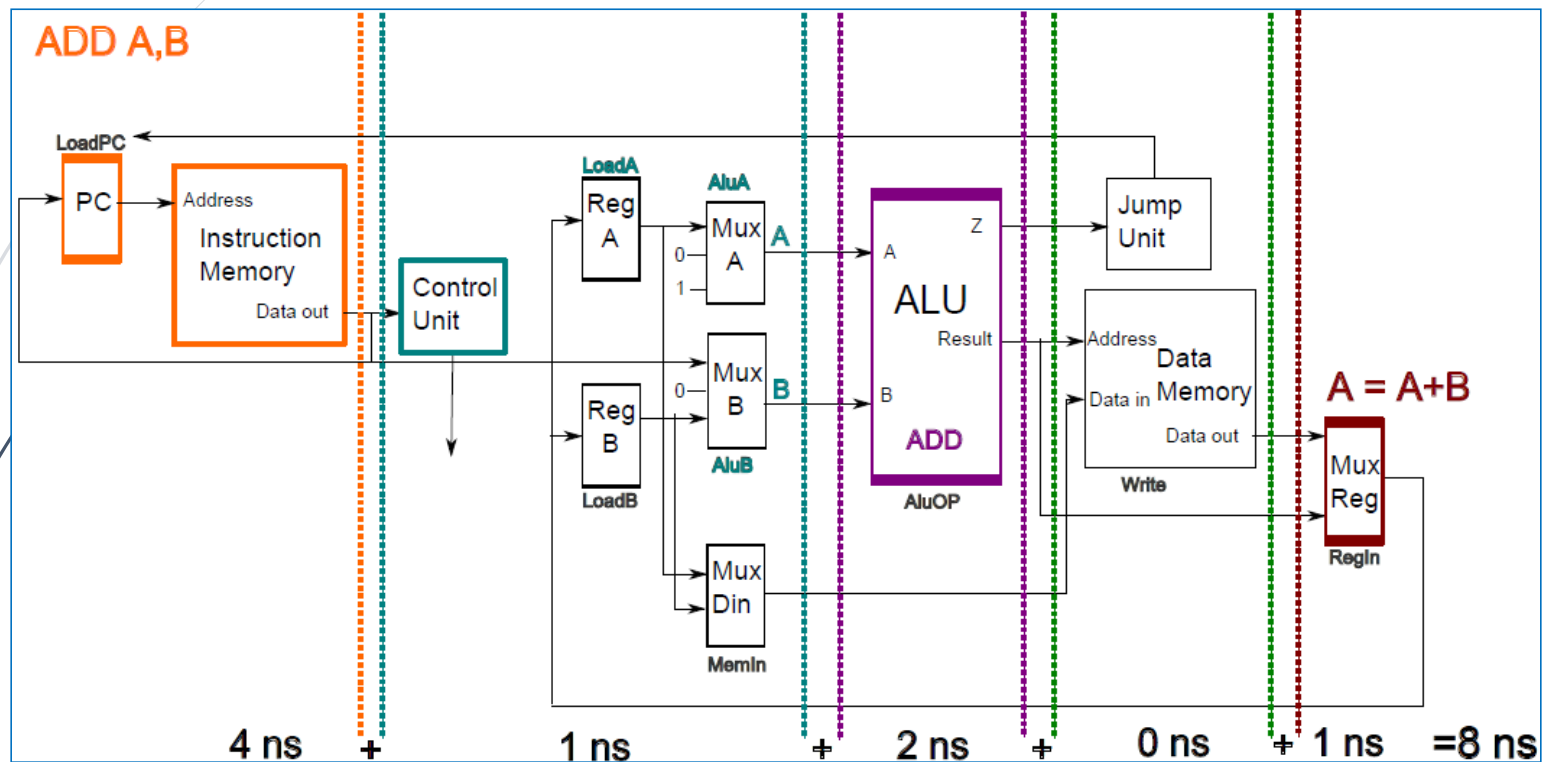 ADD A,B
LoadPC
PC
Address
Instruction
Memory
Data out
Control
Unit
LoadA
Reg
A
AluA
Mux
A
0
1
A
Reg
B
LoadB
Mux
B
0
B
AluB
Mux
Din
MemIn
A
Z
ALU
Result
B
ADD
AluOP
Jump
Unit
Address
Data
Memory
Data in
Data out
Write
A = A+B
Mux
Reg
RegIn
4 ns + 1 ns + 2 ns + 0 ns + 1 ns =8 ns